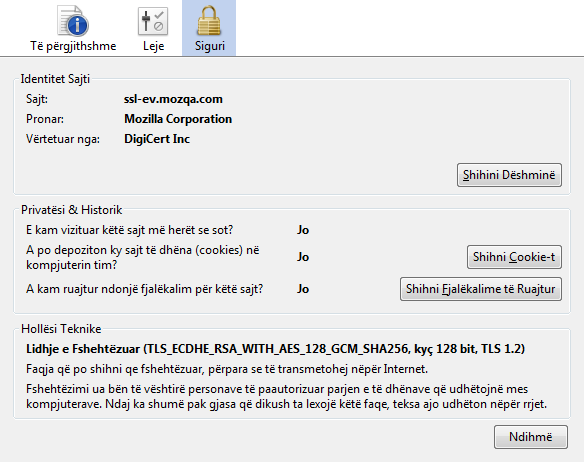 Të përgjithshme Leje Siguri
Identitet Sajti
Sajt: ssl-ev.mozqa.com
Pronar: Mozilla Corporation
Vërtetuar nga: DigiCert Inc
Shihini Dëshminë
Privatësi & Historik
E kam vizituar këtë sajt më herët se sot? Jo
A po depoziton ky sajt të dhëna (cookies) në
kompjuterin tim? Jo Shihni Cookie-t
A kam ruajtur ndonjë fjalëkalim për këtë sajt? Jo Shihni Fjalëkalime të Ruajtur
Hollësi Teknike
Lidhje e Fshehtëzuar (TLS_ECDHE_RSA_WITH_AES_128_GCM_SHA256, kyç 128 bit, TLS 1.2)
Faqja që po shihni qe fshehtëzuar, përpara se të transmetohej nëpër Internet.
Fshehtëzimi ua bën të vështirë personave të paautorizuar parjen e të dhënave që udhëtojnë mes
kompjuterave. Ndaj ka shumë pak gjasa që dikush ta lexojë këtë faqe, teksa ajo udhëton nëpër rrjet.
Ndihmë